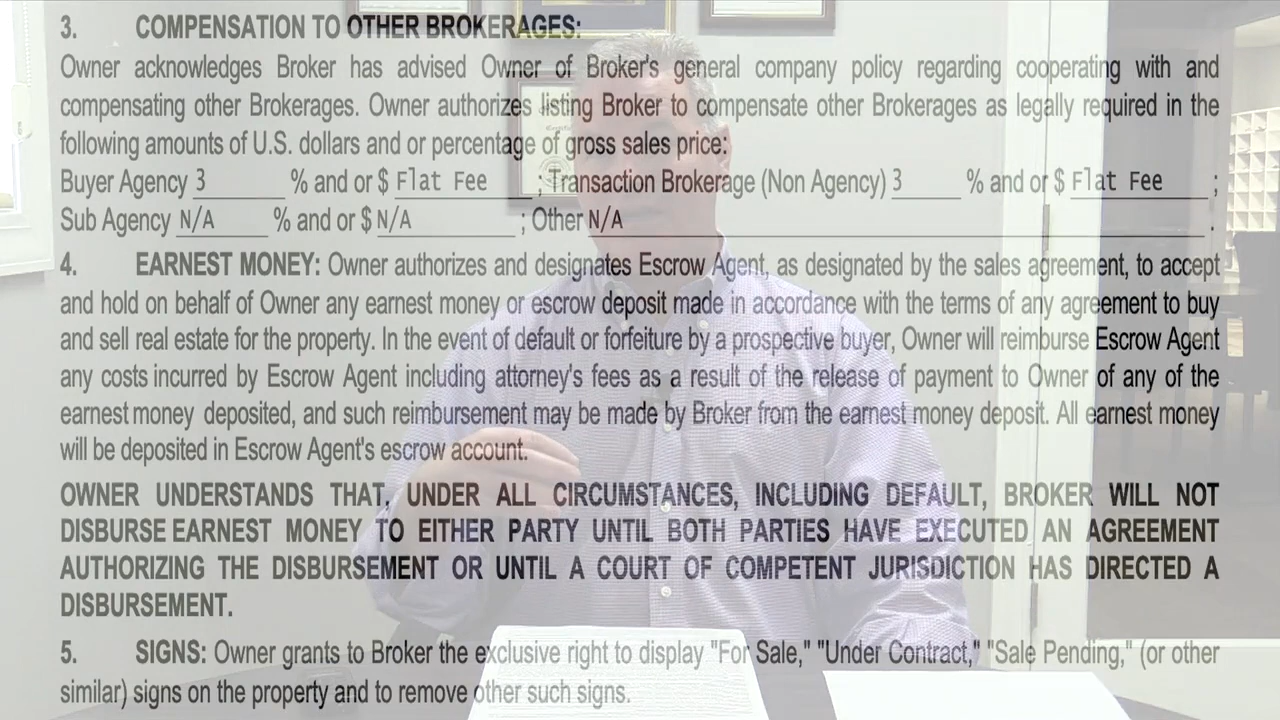 3. COMPENSATION TO OTHER BROKERAGES:
Owner acknowledges Broker has advised Owner of Broker's general company policy regarding cooperating with and
compensating other Brokerages. Owner authorizes listing Broker to compensate other Brokerages as legally required in the
following amounts of U.S. dollars and or percentage of gross sales price:
Buyer Agency 3 % and or $ Flat Fee ; Transaction Brokerage (Non Agency) 3 % and or $ Flat Fee ;
Sub Agency N/A % and or $ N/A ; Other N/A .
4. EARNEST MONEY: Owner authorizes and designates Escrow Agent, as designated by the sales agreement, to accept
and hold on behalf of Owner any earnest money or escrow deposit made in accordance with the terms of any agreement to buy
and sell real estate for the property. In the event of default or forfeiture by a prospective buyer, Owner will reimburse Escrow Agent
any costs incurred by Escrow Agent including attorney's fees as a result of the release of payment to Owner of any of the
earnest money deposited, and such reimbursement may be made by Broker from the earnest money deposit. All earnest money
will be deposited in Escrow Agent's escrow account.
OWNER UNDERSTANDS THAT, UNDER ALL CIRCUMSTANCES, INCLUDING DEFAULT, BROKER WILL NOT
DISBURSE EARNEST MONEY TO EITHER PARTY UNTIL BOTH PARTIES HAVE EXECUTED AN AGREEMENT
AUTHORIZING THE DISBURSEMENT OR UNTIL A COURT OF COMPETENT JURISDICTION HAS DIRECTED A
DISBURSEMENT.
5. SIGNS: Owner grants to Broker the exclusive right to display "For Sale," "Under Contract," "Sale Pending," (or other
similar) signs on the property and to remove other such signs.